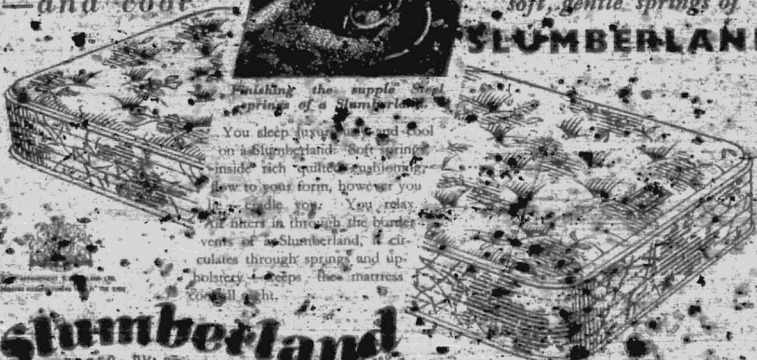 and cool
soft, gentle springs of
SLUMBERLAND
Finishing the supple Steel
springs of a Slumberland.
You sleep and cool
on a Slumberland. Soft springs
inside rich quilted cushioning,
flow to your form, however you
cradle you. You relax.
Air filters in through the border
vents of a Slumberland, it cir-
culates through springs and up-
holstery keeps the mattress
cool all night.
slumberland